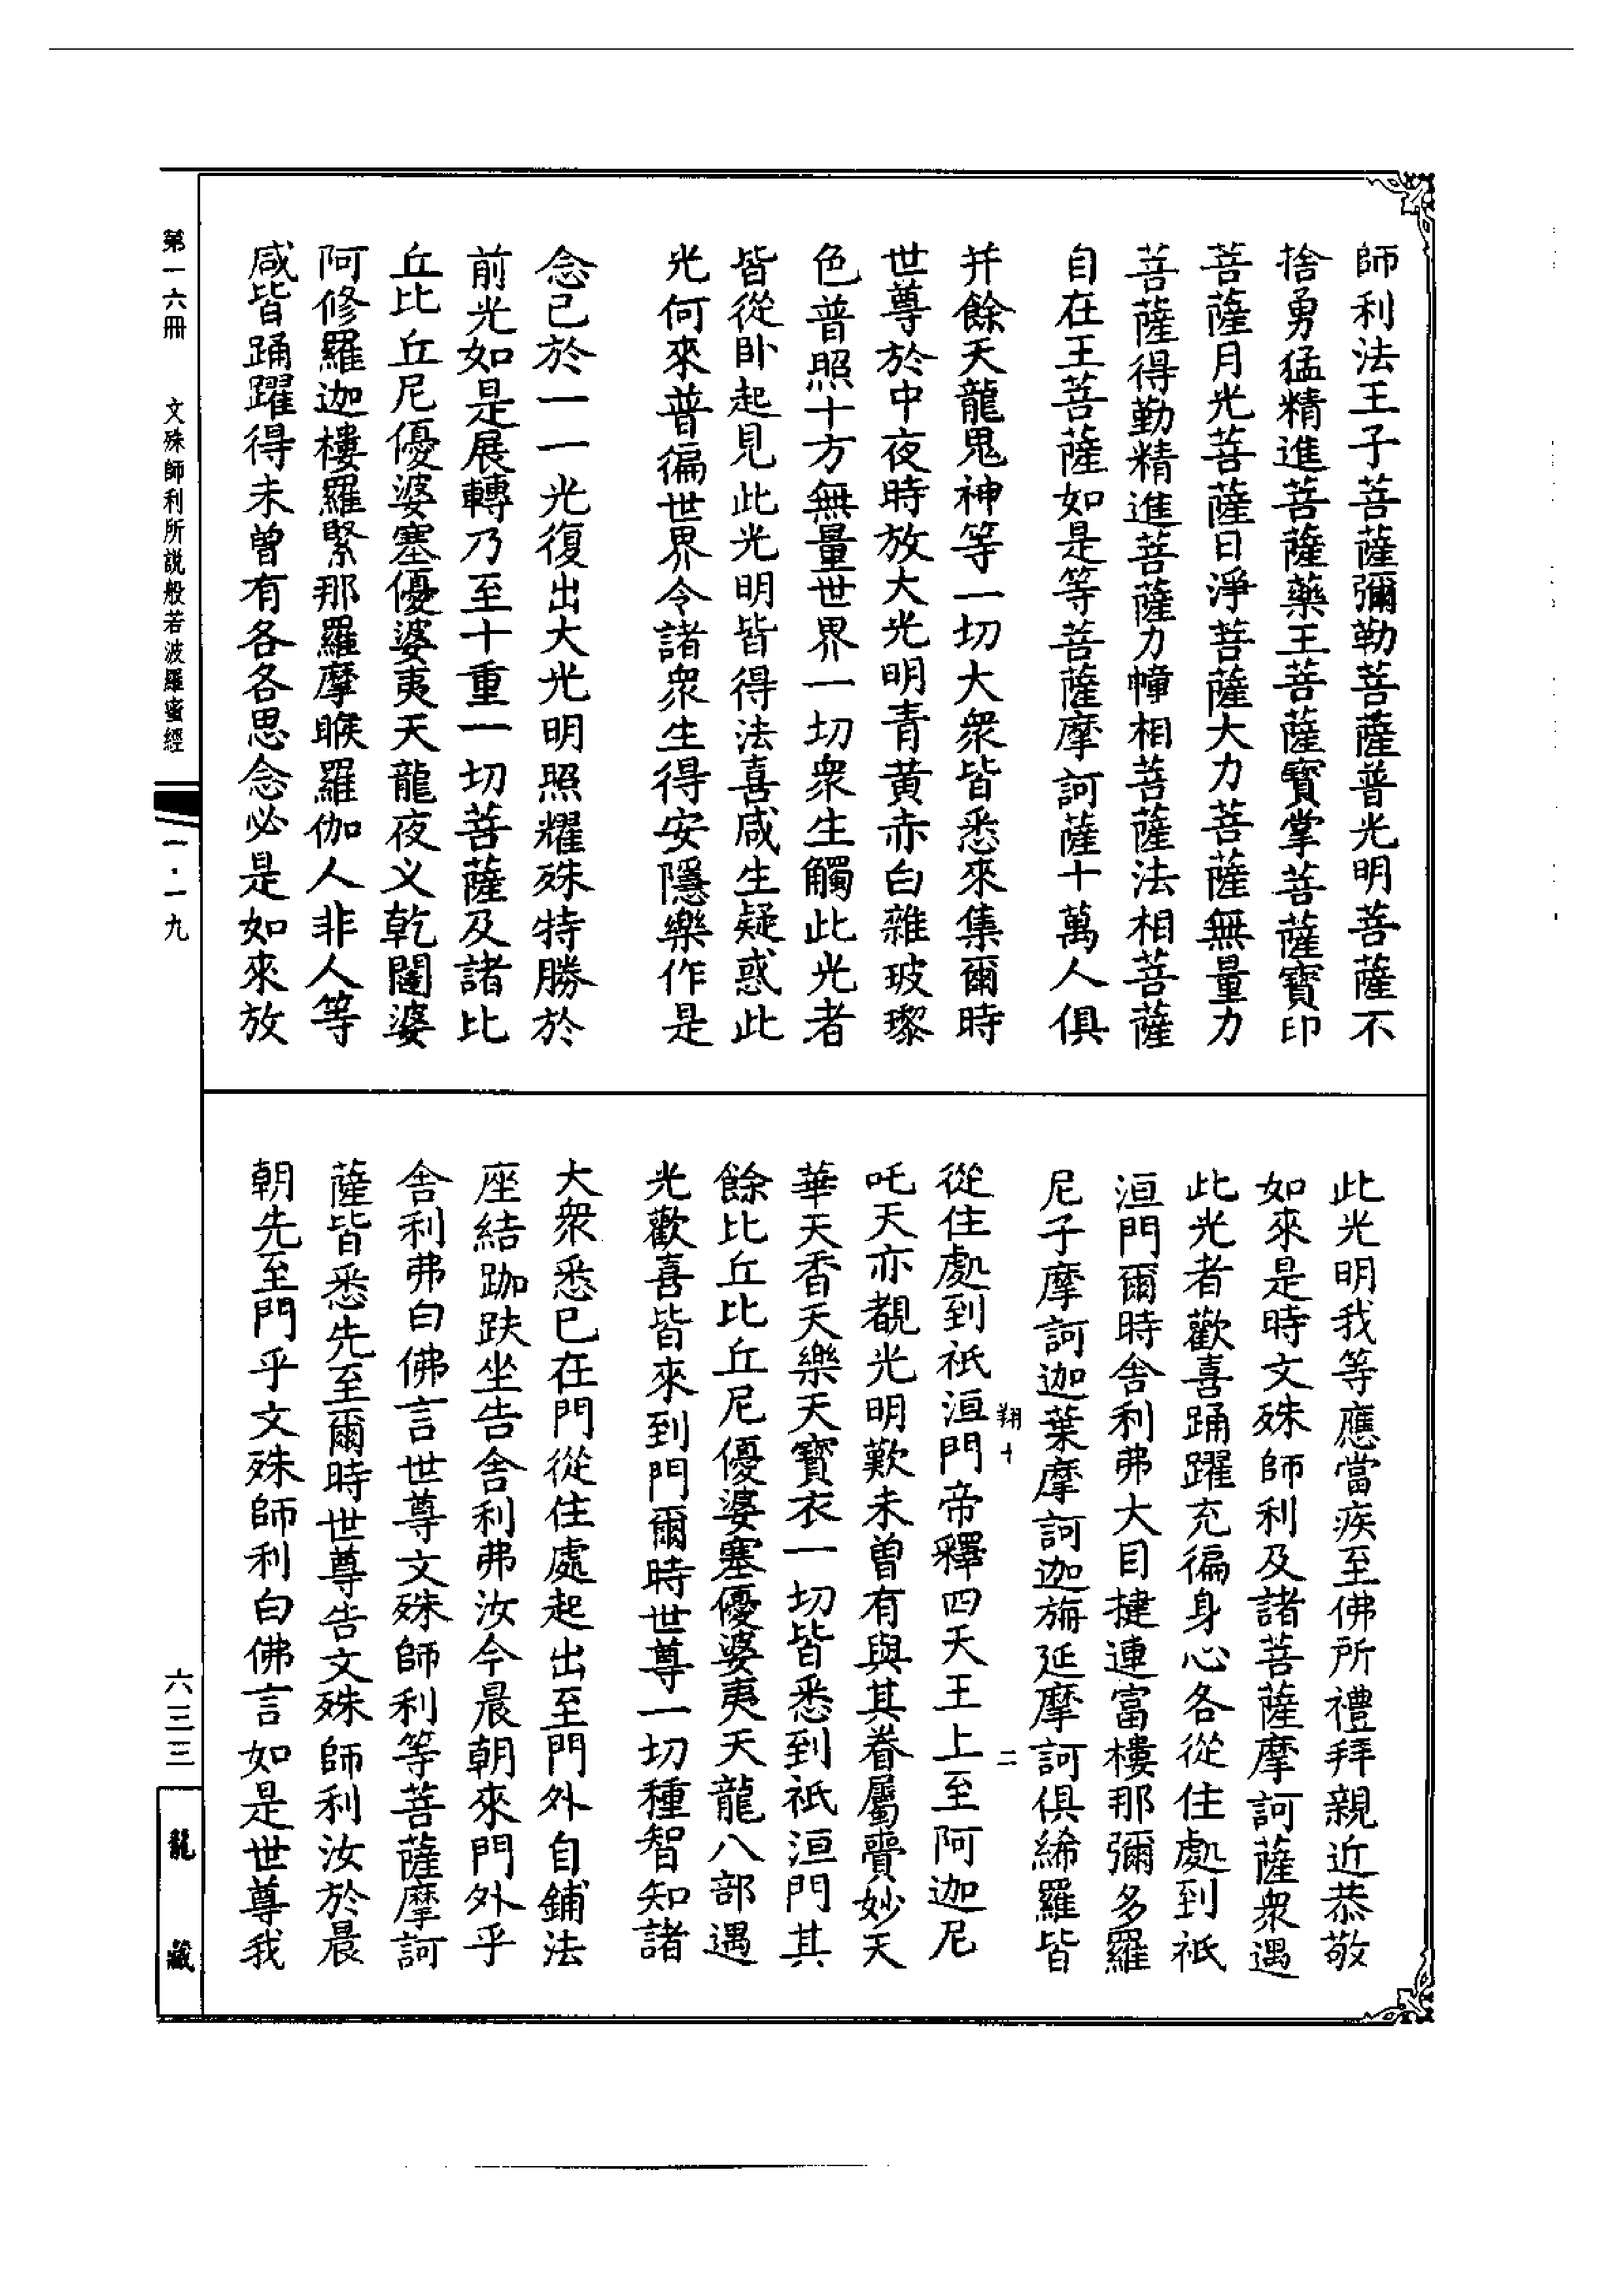 師利法王子菩薩彌勒菩薩普光明菩薩不
捨勇猛精進菩薩藥王菩薩寶掌菩薩寶印
菩薩月光菩薩日淨菩薩大力菩薩無量力
菩薩得勤精進菩薩力幢相菩薩法相菩薩
自在王菩薩如是等菩薩摩訶薩十萬人俱
并餘天龍鬼神等一切大衆皆悉來集爾時
世尊於中夜時放大光明青黃赤白雜玻瓈
色普照十方無量世界一切衆生觸此光者
皆從卧起見此光明皆得法喜咸生疑惑此
光何來普徧世界令諸衆生得安隱樂作是
念已於一一光復出大光明照耀殊特勝於
前光如是展轉乃至十重一切菩薩及諸比
丘比丘尼優婆塞優婆夷天龍夜义乾闥婆
阿修羅迦樓羅緊那羅摩睺羅伽人非人等
咸皆踊躍得未曾有各各思念必是如來放
此光明我等應當疾至佛所禮拜親近恭敬
如來是時文殊師利及諸菩薩摩訶薩衆遇
此光者歡喜踊躍充徧身心各從住處到祇
洹門爾時舍利弗大目揵連富樓那彌多羅
尼子摩訶迦葉摩訶迦旃延摩訶俱絺羅皆
翔十 二
從住處到祇洹門帝釋四天王上至阿迦尼
吒天亦覩光明歎未曾有與其眷屬賷妙天
華天香天樂天寶衣一切皆悉到祇洹門其
餘比丘比丘尼優婆塞優婆夷天龍八部遇
光歡喜皆來到門爾時世尊一切種智知諸
大衆悉已在門從住處起出至門外自鋪法
座結跏趺坐告舍利弗汝今晨朝來門外乎
舍利弗白佛言世尊文殊師利等菩薩摩訶
薩皆悉先至爾時世尊告文殊師利汝於晨
朝先至門乎文殊師利白佛言如是世尊我
第一六冊 文殊師利所說般若波羅蜜經
一·一九
六三三
龍藏